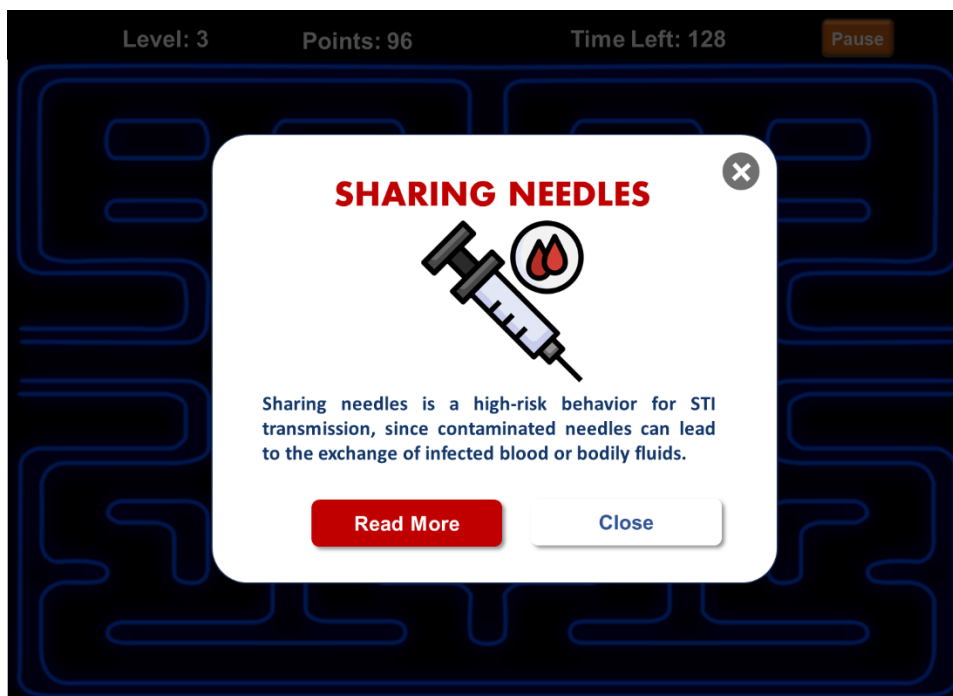 Level: 3 Points: 96 Time Left: 128 Pause
SHARING NEEDLES
Sharing needles is a high-risk behavior for STI
transmission, since contaminated needles can lead
to the exchange of infected blood or bodily fluids.
Read More Close